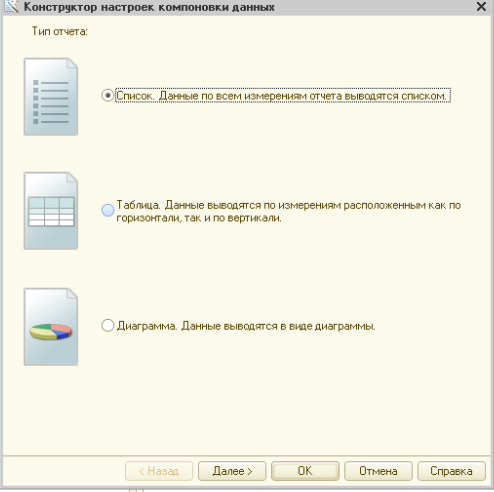 Конструктор настроек компоновки данных
Тип отчета:
Список. Данные по всем измерениям отчета выводятся списком.
Таблица. Данные выводятся по измерениям расположенным как по
горизонтали, так и по вертикали.
Диаграмма. Данные выводятся в виде диаграммы.
< Назад Далее > OK Отмена Справка